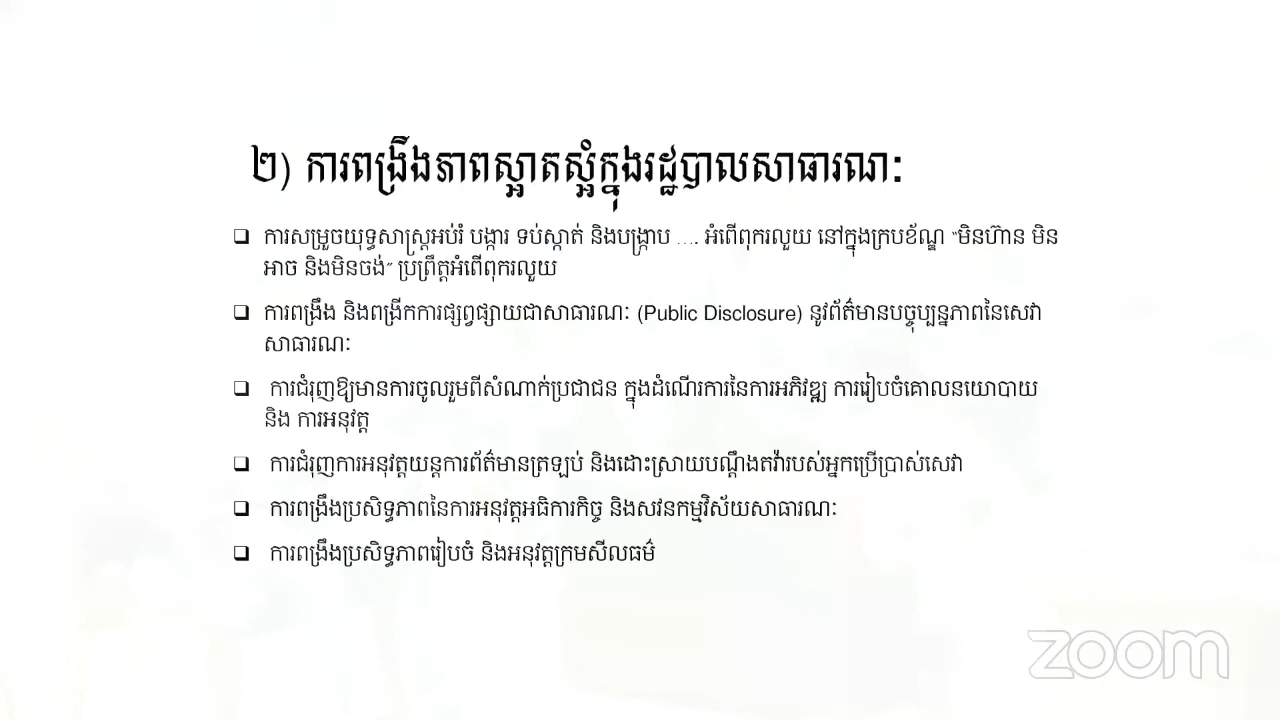 ២) ការពង្រឹងភាពស្អាតស្អំក្នុងរដ្ឋបាលសាធារណៈ
❑ ការសម្រួចយុទ្ធសាស្ត្រអប់រំ បង្ការ ទប់ស្កាត់ និងបង្ក្រាប …. អំពើពុករលួយ នៅក្នុងក្របខ័ណ្ឌ “មិនហ៊ាន មិន
អាច និងមិនចង់” ប្រព្រឹត្តអំពើពុករលួយ
❑ ការពង្រឹង និងពង្រីកការផ្សព្វផ្សាយជាសាធារណៈ (Public Disclosure) នូវព័ត៌មានបច្ចុប្បន្នភាពនៃសេវា
សាធារណៈ
❑ ការជំរុញឱ្យមានការចូលរួមពីសំណាក់ប្រជាជន ក្នុងដំណើរការនៃការអភិវឌ្ឍ ការរៀបចំគោលនយោបាយ
និង ការអនុវត្ត
❑ ការជំរុញការអនុវត្តយន្តការព័ត៌មានត្រឡប់ និងដោះស្រាយបណ្តឹងតវ៉ារបស់អ្នកប្រើប្រាស់សេវា
❑ ការពង្រឹងប្រសិទ្ធភាពនៃការអនុវត្តអធិការកិច្ច និងសវនកម្មវិស័យសាធារណៈ
❑ ការពង្រឹងប្រសិទ្ធភាពរៀបចំ និងអនុវត្តក្រមសីលធម៌
zoom